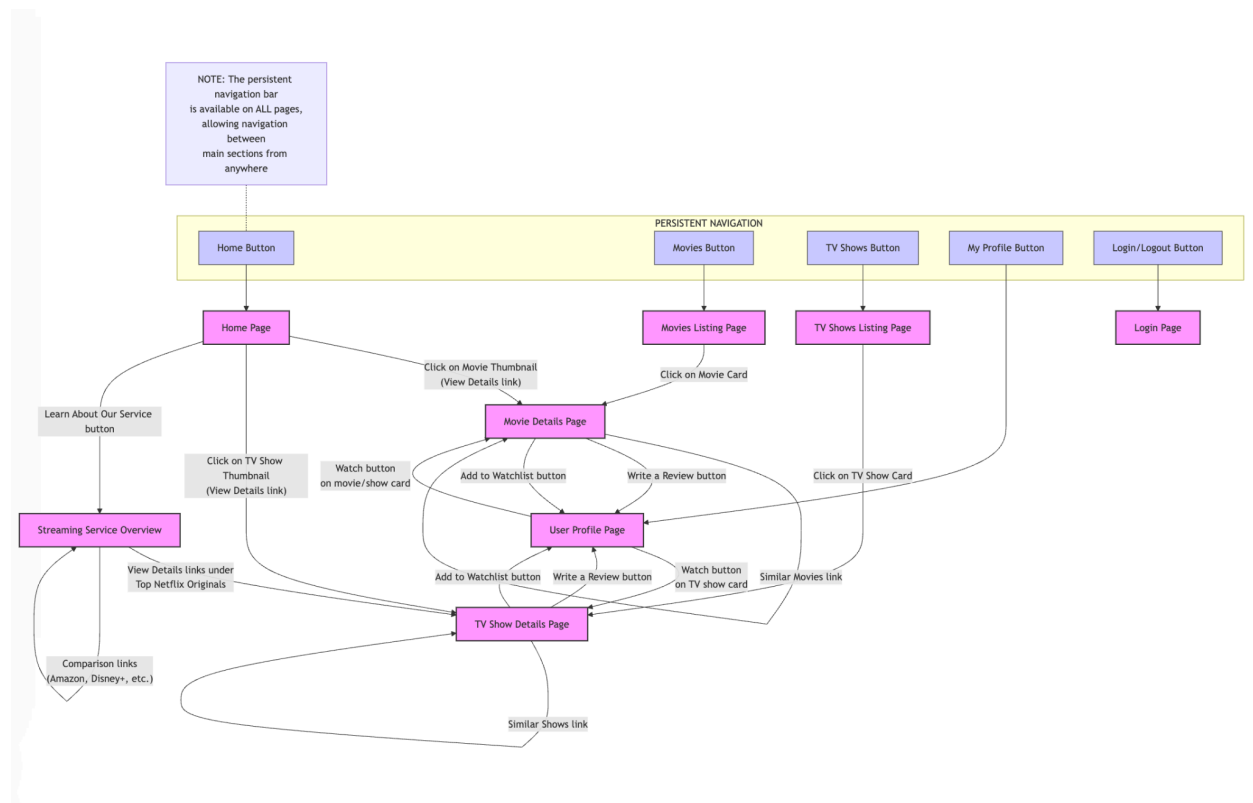 NOTE: The persistent
navigation bar
is available on ALL pages,
allowing navigation
between
main sections from
anywhere
PERSISTENT NAVIGATION
Home Button
Movies Button
TV Shows Button
My Profile Button
Login/Logout Button
Home Page
Movies Listing Page
TV Shows Listing Page
Login Page
Click on Movie Thumbnail
(View Details link)
Click on Movie Card
Learn About Our Service
button
Movie Details Page
Click on TV Show
Thumbnail
(View Details link)
Watch button
on movie/show card
Add to Watchlist button
Write a Review button
Click on TV Show Card
Streaming Service Overview
User Profile Page
View Details links under
Top Netflix Originals
Add to Watchlist button
Write a Review button
Watch button
on TV show card
Similar Movies link
TV Show Details Page
Comparison links
(Amazon, Disney+, etc.)
Similar Shows link